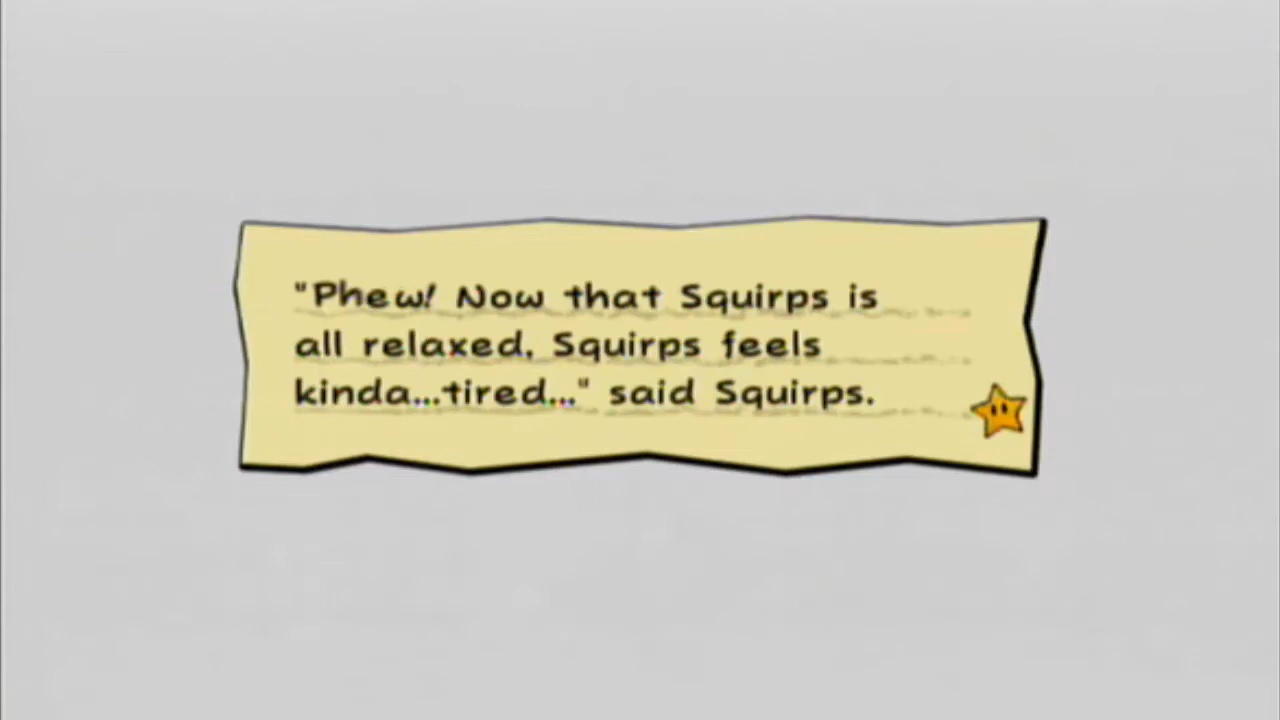 "Phew! Now that Squirps is
all relaxed, Squirps feels
kinda...tired..." said Squirps.